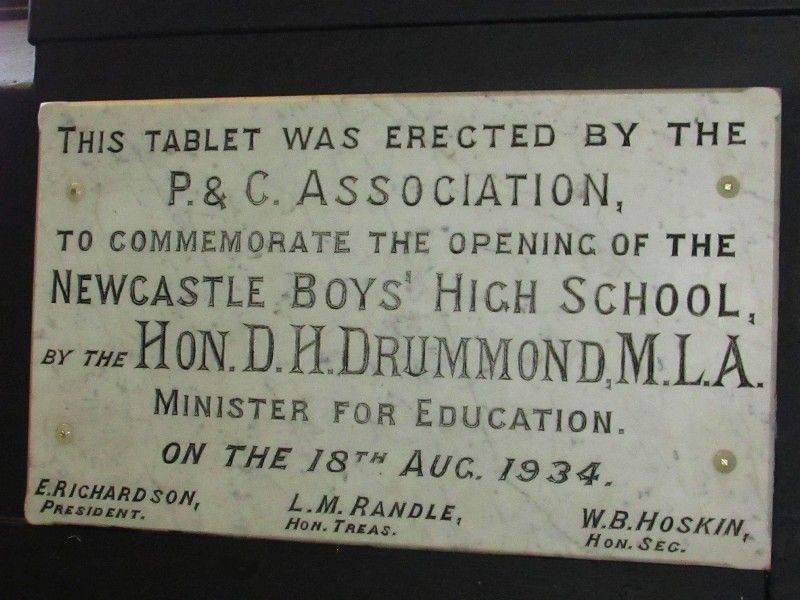 THIS TABLET WAS ERECTED BY THE
P. & C. ASSOCIATION,
TO COMMEMORATE THE OPENING OF THE
NEWCASTLE BOYS' HIGH SCHOOL,
BY THE HON. D. H. DRUMMOND, M.L.A.
MINISTER FOR EDUCATION.
ON THE 18TH AUG. 1934.
E. RICHARDSON, L. M. RANDLE, W. B. HOSKIN,
PRESIDENT. HON. TREAS. HON. SEC.